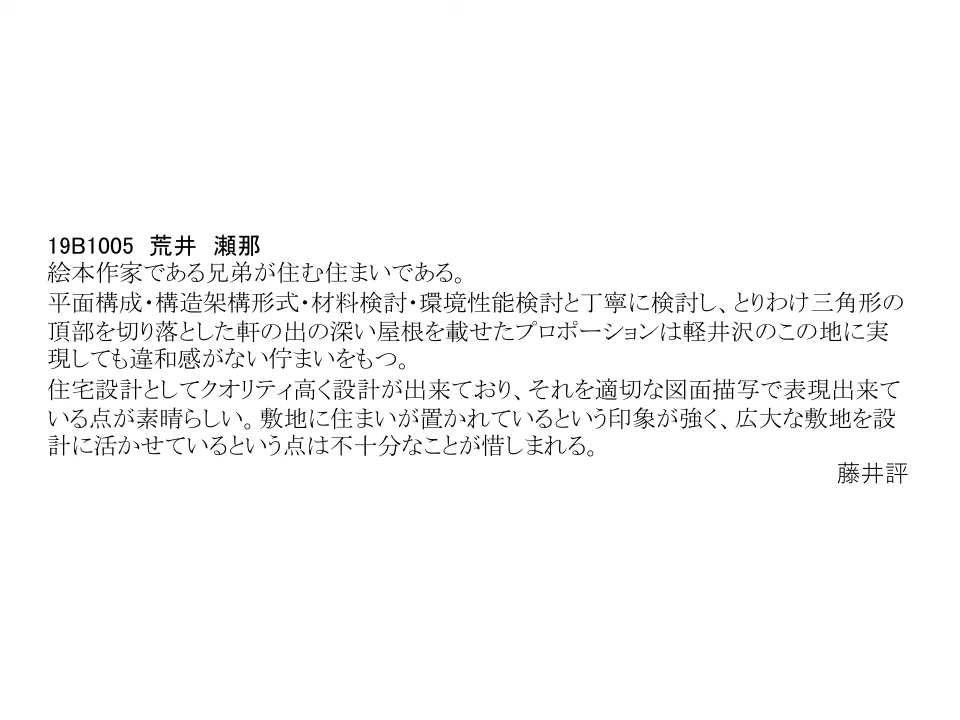 19B1005　荒井　瀬那
絵本作家である兄弟が住む住まいである。
平面構成・構造架構形式・材料検討・環境性能検討と丁寧に検討し、とりわけ三角形の
頂部を切り落とした軒の出の深い屋根を載せたプロポーションは軽井沢のこの地に実
現しても違和感がない佇まいをもつ。
住宅設計としてクオリティ高く設計が出来ており、それを適切な図面描写で表現出来て
いる点が素晴らしい。敷地に住まいが置かれているという印象が強く、広大な敷地を設
計に活かせているという点は不十分なことが惜しまれる。
藤井評